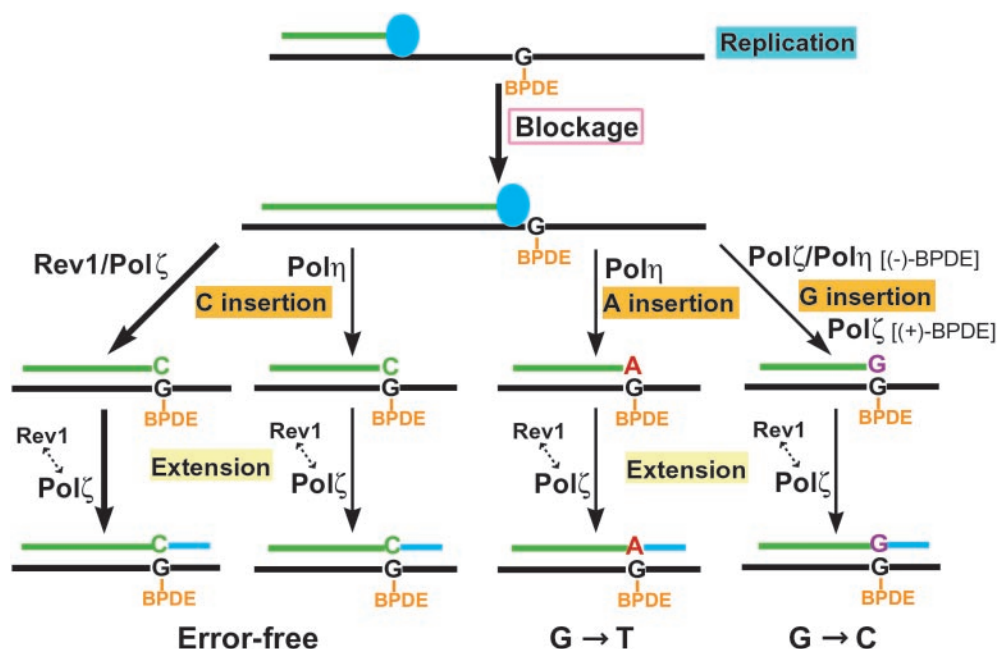 Replication
G
BPDE
Blockage
G
BPDE
Rev1/Polζ
Polη
C insertion
Polη
A insertion
Polζ/Polη [(-)-BPDE]
G insertion
Polζ [(+)-BPDE]
C
G
BPDE
C
G
BPDE
A
G
BPDE
G
G
BPDE
Rev1
Polζ
Extension
Rev1
Polζ
Rev1
Polζ
Extension
Rev1
Polζ
C
G
BPDE
C
G
BPDE
A
G
BPDE
G
G
BPDE
Error-free
G → T
G → C